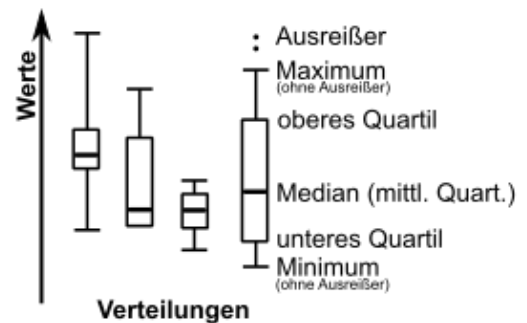 Werte
Ausreißer
Maximum
(ohne Ausreißer)
oberes Quartil
Median (mittl. Quart.)
unteres Quartil
Minimum
(ohne Ausreißer)
Verteilungen